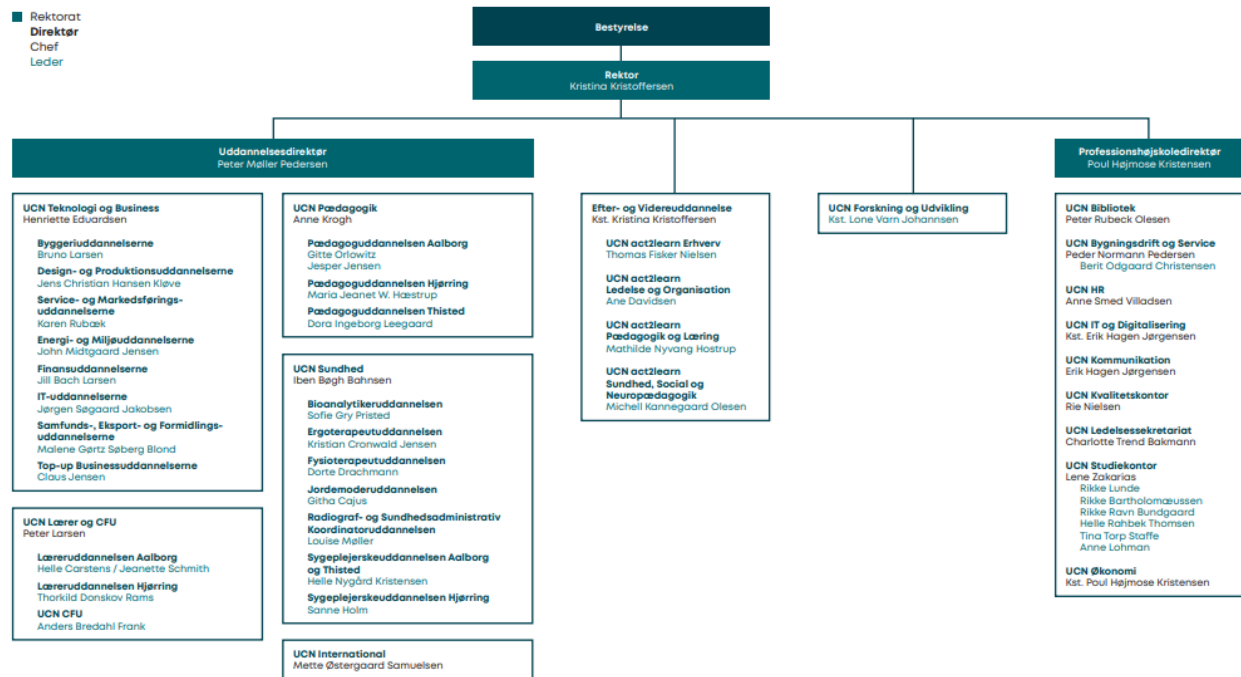 Rektorat
Direktør
Chef
Leder
Bestyrelse
Rektor
Kristina Kristoffersen
Uddannelsesdirektør
Peter Møller Pedersen
Professionshøjskoledirektør
Poul Højmose Kristensen
UCN Teknologi og Business
Henriette Eduardsen
Byggeriuddannelserne
Bruno Larsen
Design- og Produktionsuddannelserne
Jens Christian Hansen Kløve
Service- og Markedsførings-
uddannelserne
Karen Rubæk
Energi- og Miljøuddannelserne
John Midtgaard Jensen
Finansuddannelserne
Jill Bach Larsen
IT-uddannelserne
Jørgen Søgaard Jakobsen
Samfunds-, Eksport- og Formidlings-
uddannelserne
Malene Gørtz Søberg Blond
Top-up Businessuddannelserne
Claus Jensen
UCN Lærer og CFU
Peter Larsen
Læreruddannelsen Aalborg
Helle Carstens / Jeanette Schmith
Læreruddannelsen Hjørring
Thorkild Donskov Rams
UCN CFU
Anders Bredahl Frank
UCN Pædagogik
Anne Krogh
Pædagoguddannelsen Aalborg
Gitte Orlowitz
Jesper Jensen
Pædagoguddannelsen Hjørring
Maria Jeanet W. Hæstrup
Pædagoguddannelsen Thisted
Dora Ingeborg Leegaard
UCN Sundhed
Iben Bøgh Bahnsen
Bioanalytikeruddannelsen
Sofie Gry Pristed
Ergoterapeutuddannelsen
Kristian Cronwald Jensen
Fysioterapeutuddannelsen
Dorte Drachmann
Jordemoderuddannelsen
Githa Cajus
Radiograf- og Sundhedsadministrativ
Koordinatoruddannelsen
Louise Møller
Sygeplejerskeuddannelsen Aalborg
og Thisted
Helle Nygård Kristensen
Sygeplejerskeuddannelsen Hjørring
Sanne Holm
UCN International
Mette Østergaard Samuelsen
Efter- og Videreuddannelse
Kst. Kristina Kristoffersen
UCN act2learn Erhverv
Thomas Fisker Nielsen
UCN act2learn
Ledelse og Organisation
Ane Davidsen
UCN act2learn
Pædagogik og Læring
Mathilde Nyvang Hostrup
UCN act2learn
Sundhed, Social og
Neuropædagogik
Michell Kannegaard Olesen
UCN Forskning og Udvikling
Kst. Lone Varn Johannsen
UCN Bibliotek
Peter Rubeck Olesen
UCN Bygningsdrift og Service
Peder Normann Pedersen
Berit Odgaard Christensen
UCN HR
Anne Smed Villadsen
UCN IT og Digitalisering
Kst. Erik Hagen Jørgensen
UCN Kommunikation
Erik Hagen Jørgensen
UCN Kvalitetskontor
Rie Nielsen
UCN Ledelsessekretariat
Charlotte Trend Bakmann
UCN Studiekontor
Lene Zakarias
Rikke Lunde
Rikke Bartholomæussen
Rikke Ravn Bundgaard
Helle Rahbek Thomsen
Tina Torp Staffe
Anne Lohman
UCN Økonomi
Kst. Poul Højmose Kristensen